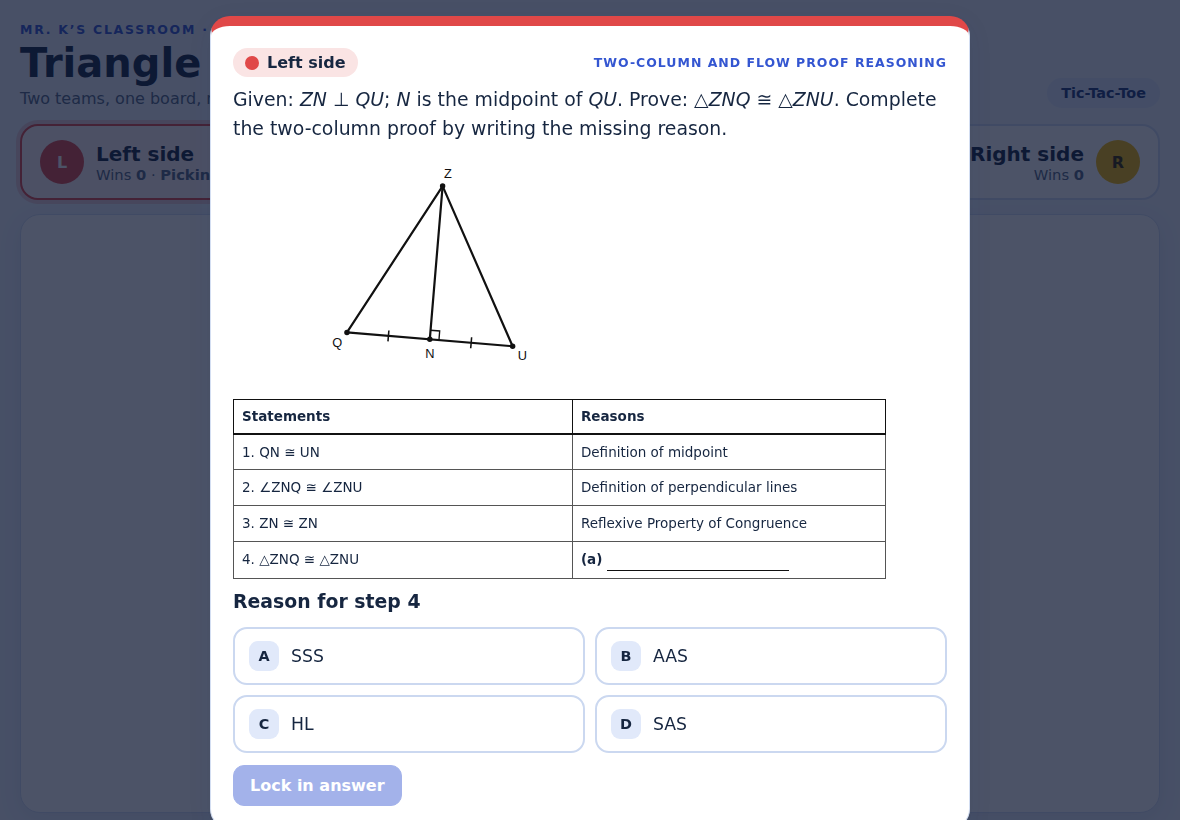 MR. K'S CLASSROOM ·
Triangle
Two teams, one board,
Tic-Tac-Toe
L
Left side
Wins 0 · Pickin
Right side
Wins 0
R
Left side
TWO-COLUMN AND FLOW PROOF REASONING
Given: ZN ⊥ QU; N is the midpoint of QU. Prove: △ZNQ ≅ △ZNU. Complete
the two-column proof by writing the missing reason.
Z
Q
N
U
Statements Reasons
1. QN ≅ UN Definition of midpoint
2. ∠ZNQ ≅ ∠ZNU Definition of perpendicular lines
3. ZN ≅ ZN Reflexive Property of Congruence
4. △ZNQ ≅ △ZNU (a) ____________________
Reason for step 4
A SSS
B AAS
C HL
D SAS
Lock in answer